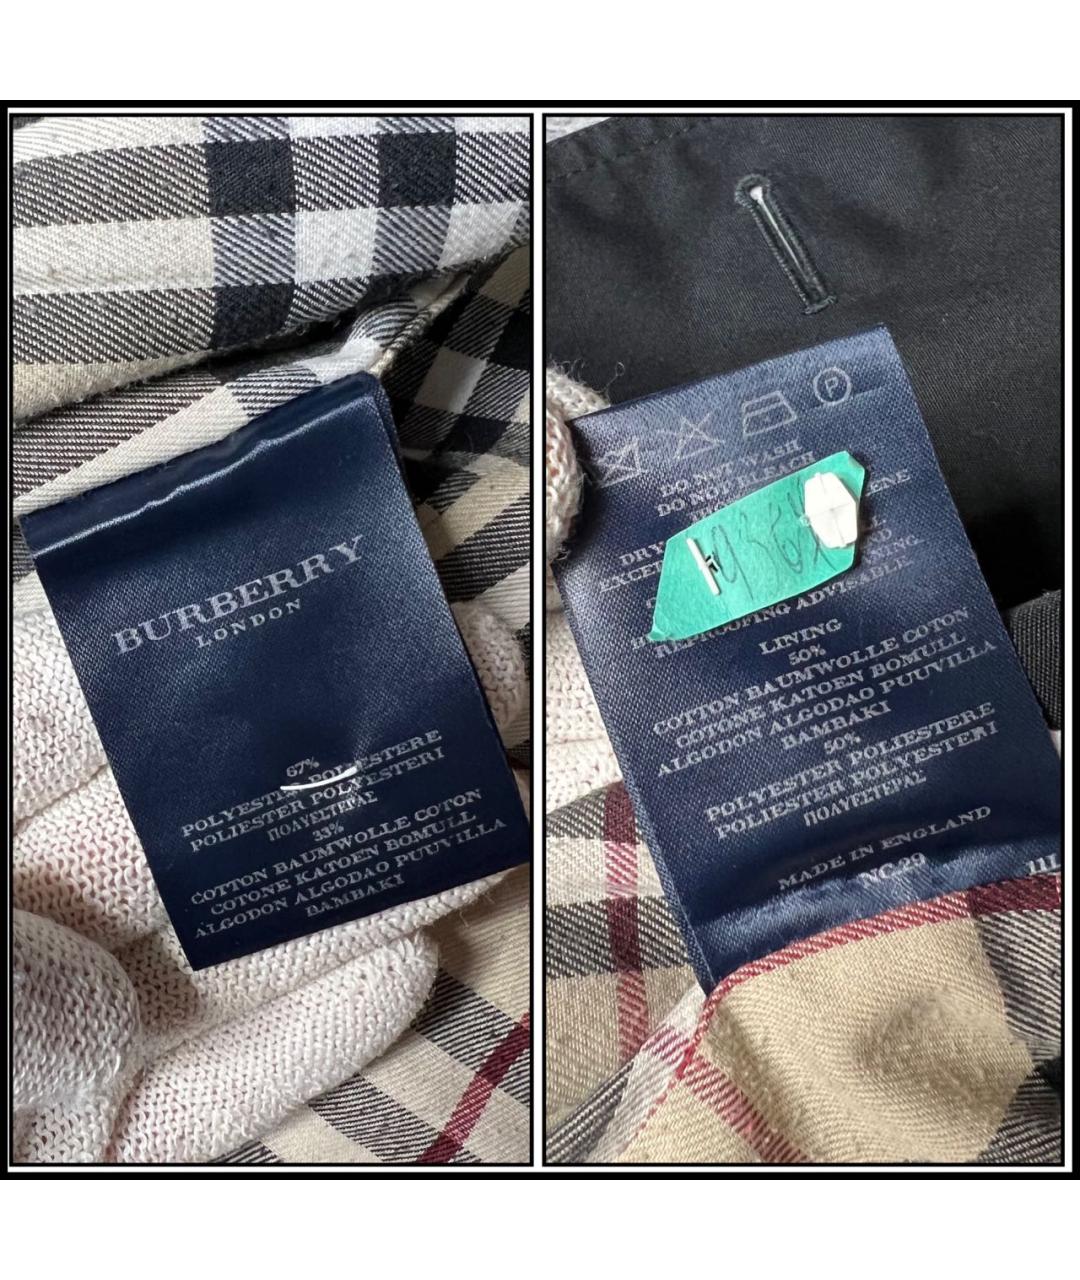 BURBERRY
LONDON
67%
POLYESTER POLIESTERE
POLIESTER POLYESTERI
ΠΟΛΥΕΣΤΕΡΑΣ
33%
COTTON BAUMWOLLE COTON
COTONE KATOEN BOMULL
ALGODON ALGODAO PUUVILLA
BAMBAKI
P
DO NOT WASH
DO NOT BLEACH
DRY
REPROOFING ADVISABLE
LINING
50%
COTTON BAUMWOLLE COTON
COTONE KATOEN BOMULL
ALGODON ALGODAO PUUVILLA
BAMBAKI
50%
POLYESTER POLIESTERE
POLIESTER POLYESTERI
ΠΟΛΥΕΣΤΕΡΑΣ
MADE IN ENGLAND
NC29